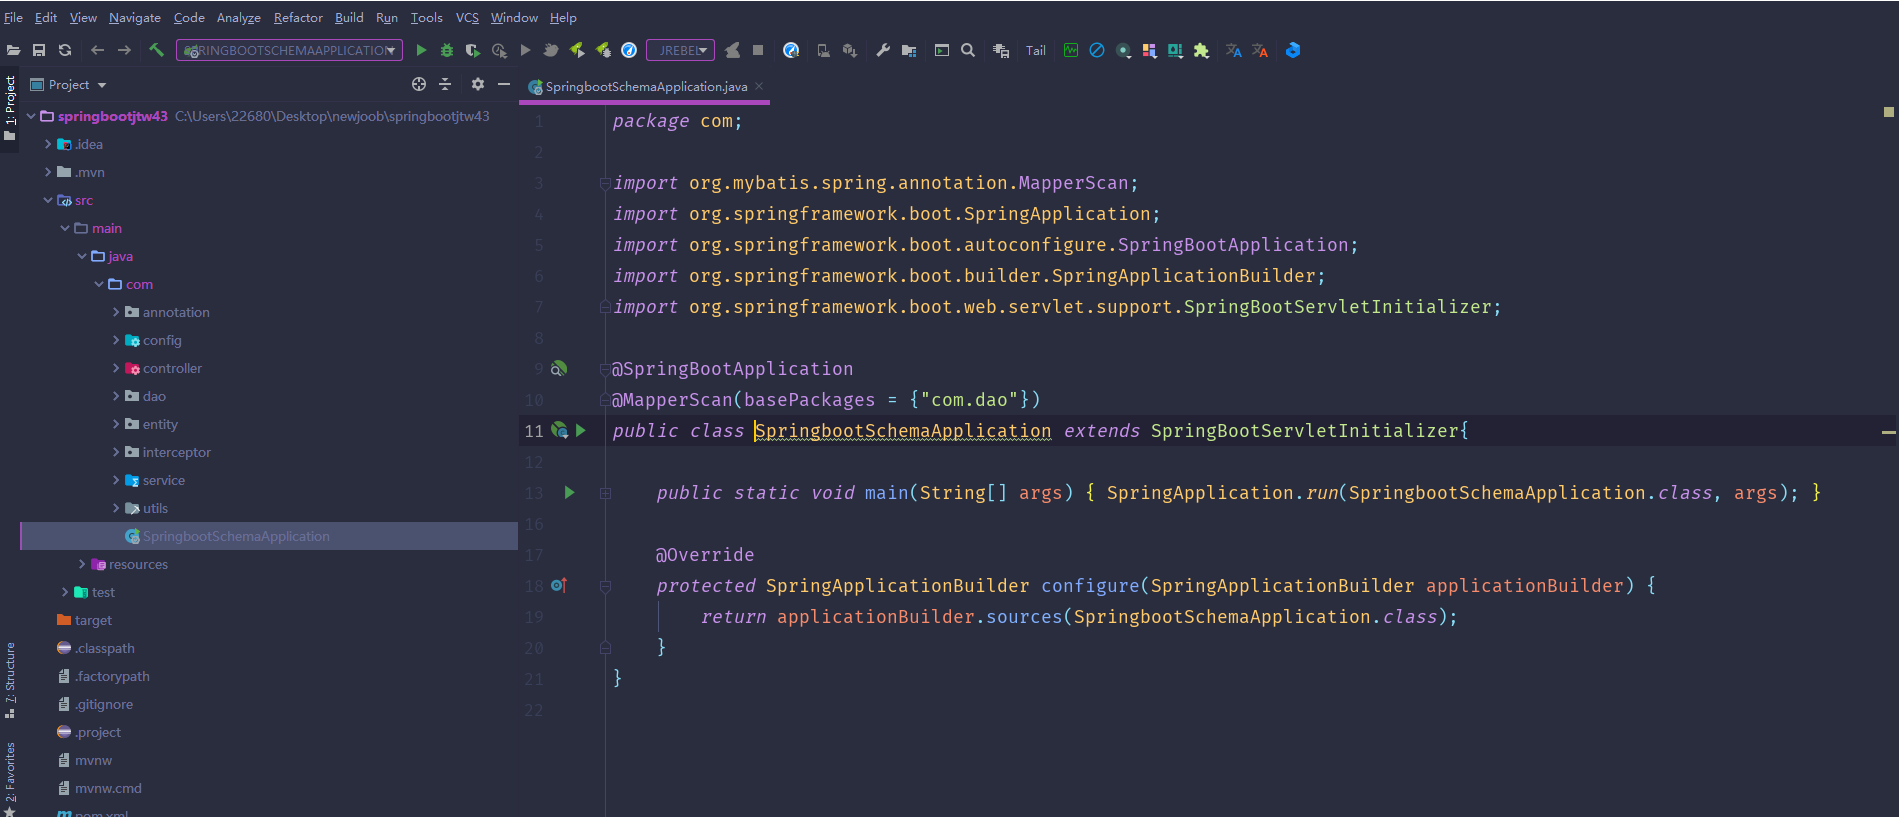 File Edit View Navigate Code Analyze Refactor Build Run Tools VCS Window Help
SPRINGBOOTSCHEMAAPPLICATION JREBEL Tail
1: Project
Project
SpringbootSchemaApplication.java
springbootjtw43 C:\Users\22680\Desktop\newjoob\springbootjtw43
.idea
.mvn
src
main
java
com
annotation
config
controller
dao
entity
interceptor
service
utils
SpringbootSchemaApplication
resources
test
target
.classpath
.factorypath
.gitignore
.project
mvnw
mvnw.cmd
pom.xml
7: Structure
2: Favorites
1 package com;
2
3 import org.mybatis.spring.annotation.MapperScan;
4 import org.springframework.boot.SpringApplication;
5 import org.springframework.boot.autoconfigure.SpringBootApplication;
6 import org.springframework.boot.builder.SpringApplicationBuilder;
7 import org.springframework.boot.web.servlet.support.SpringBootServletInitializer;
8
9 @SpringBootApplication
10 @MapperScan(basePackages = {"com.dao"})
11 public class SpringbootSchemaApplication extends SpringBootServletInitializer{
12
13 public static void main(String[] args) { SpringApplication.run(SpringbootSchemaApplication.class, args); }
16
17 @Override
18 protected SpringApplicationBuilder configure(SpringApplicationBuilder applicationBuilder) {
19 return applicationBuilder.sources(SpringbootSchemaApplication.class);
20 }
21 }
22